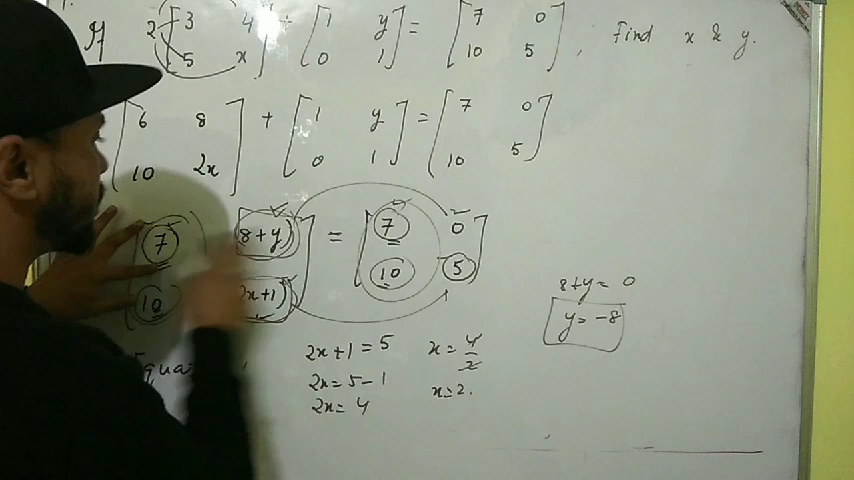 If 2 [3 4 5 x] + [1 y 0 1] = [7 0 10 5], Find x & y.
[6 8 10 2x] + [1 y 0 1] = [7 0 10 5]
[7 8+y) 10 2x+1)] = [7 0 10 5]
8+y = 0
y = -8
2x+1 = 5
2x = 5-1
2x = 4
x = 4/2
x = 2.